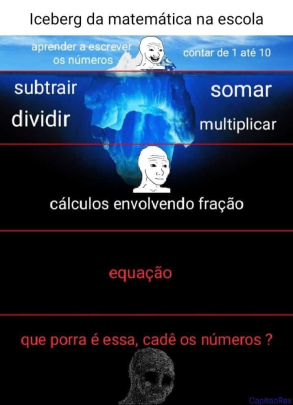 Iceberg da matemática na escola
aprender a escrever
os números
contar de 1 até 10
subtrair
somar
dividir
multiplicar
cálculos envolvendo fração
equação
que porra é essa, cadê os números ?
CapitaoRex